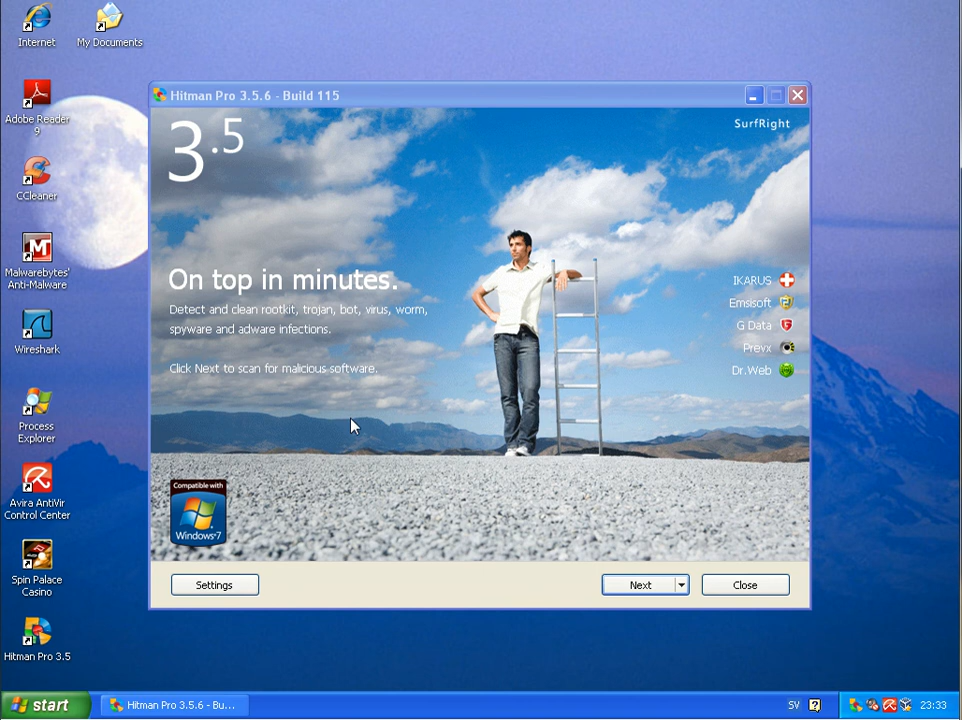 Internet
My Documents
Adobe Reader
9
CCleaner
Malwarebytes'
Anti-Malware
Wireshark
Process
Explorer
Avira AntiVir
Control Center
Spin Palace
Casino
Hitman Pro 3.5
Hitman Pro 3.5.6 - Build 115
3.5
SurfRight
On top in minutes.
Detect and clean rootkit, trojan, bot, virus, worm,
spyware and adware infections.
Click Next to scan for malicious software.
IKARUS
Emsisoft
G Data
Prevx
Dr.Web
Compatible with
Windows 7
Settings
Next
Close
start
Hitman Pro 3.5.6 - Bu...
SV
23:33